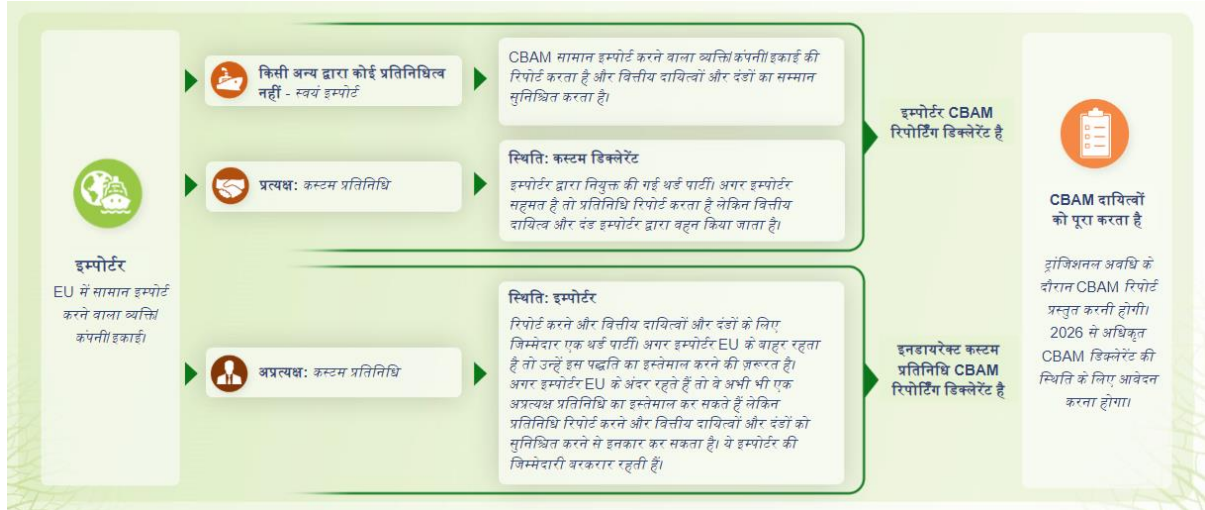 इम्पोर्टर
EU में सामान इम्पोर्ट
करने वाला व्यक्ति/
कंपनी/इकाई।
किसी अन्य द्वारा कोई प्रतिनिधित्व
नहीं - स्वयं इम्पोर्ट
CBAM सामान इम्पोर्ट करने वाला व्यक्ति/कंपनी/इकाई की
रिपोर्ट करता है और वित्तीय दायित्वों और दंडों का सम्मान
सुनिश्चित करता है।
प्रत्यक्ष: कस्टम प्रतिनिधि
स्थिति: कस्टम डिक्लेरेंट
इम्पोर्टर द्वारा नियुक्त की गई थर्ड पार्टी। अगर इम्पोर्टर
सहमत है तो प्रतिनिधि रिपोर्ट करता है लेकिन वित्तीय
दायित्व और दंड इम्पोर्टर द्वारा वहन किया जाता है।
इम्पोर्टर CBAM
रिपोर्टिंग डिक्लेरेंट है
अप्रत्यक्ष: कस्टम प्रतिनिधि
स्थिति: इम्पोर्टर
रिपोर्ट करने और वित्तीय दायित्वों और दंडों के लिए
जिम्मेदार एक थर्ड पार्टी। अगर इम्पोर्टर EU के बाहर रहता
है तो उन्हें इस पद्धति का इस्तेमाल करने की ज़रूरत है।
अगर इम्पोर्टर EU के अंदर रहते हैं तो वे अभी भी एक
अप्रत्यक्ष प्रतिनिधि का इस्तेमाल कर सकते हैं लेकिन
प्रतिनिधि रिपोर्ट करने और वित्तीय दायित्वों और दंडों को
सुनिश्चित करने से इनकार कर सकता है। ये इम्पोर्टर की
जिम्मेदारी बरकरार रहती हैं।
इनडायरेक्ट कस्टम
प्रतिनिधि CBAM
रिपोर्टिंग डिक्लेरेंट है
CBAM दायित्वों
को पूरा करता है
ट्रांजिशनल अवधि के
दौरान CBAM रिपोर्ट
प्रस्तुत करनी होगी।
2026 से अधिकृत
CBAM डिक्लेरेंट की
स्थिति के लिए आवेदन
करना होगा।